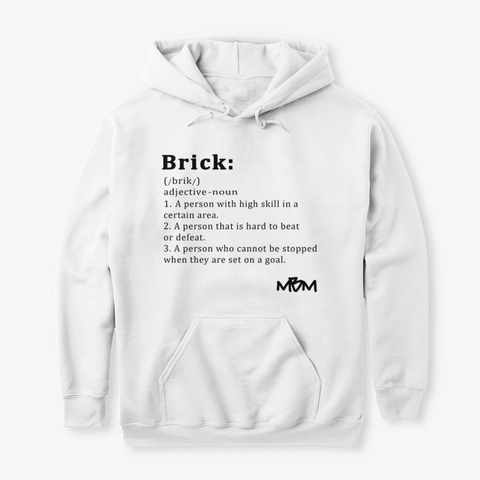 Brick:
(/brik/)
adjective-noun
1. A person with high skill in a
certain area.
2. A person that is hard to beat
or defeat.
3. A person who cannot be stopped
when they are set on a goal.
MBM